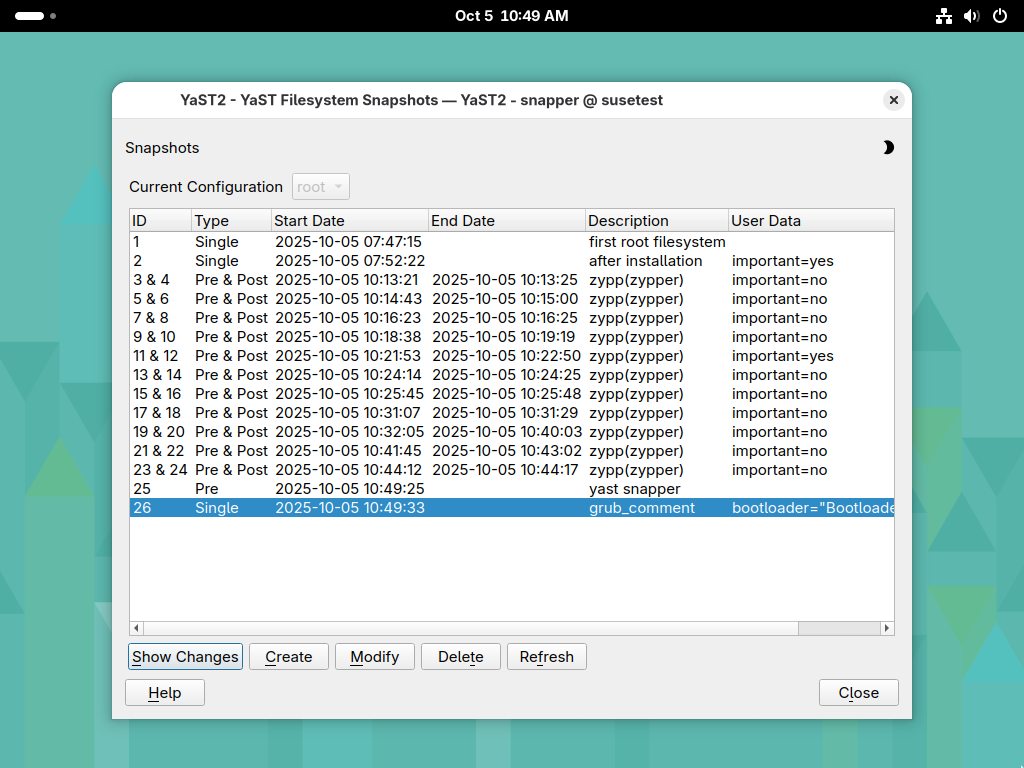 Oct 5  10:49 AM
YaST2 - YaST Filesystem Snapshots — YaST2 - snapper @ susetest
Snapshots
Current Configuration root
ID Type Start Date End Date Description User Data
1 Single 2025-10-05 07:47:15 first root filesystem
2 Single 2025-10-05 07:52:22 after installation important=yes
3 & 4 Pre & Post 2025-10-05 10:13:21 2025-10-05 10:13:25 zypp(zypper) important=no
5 & 6 Pre & Post 2025-10-05 10:14:43 2025-10-05 10:15:00 zypp(zypper) important=no
7 & 8 Pre & Post 2025-10-05 10:16:23 2025-10-05 10:16:25 zypp(zypper) important=no
9 & 10 Pre & Post 2025-10-05 10:18:38 2025-10-05 10:19:19 zypp(zypper) important=no
11 & 12 Pre & Post 2025-10-05 10:21:53 2025-10-05 10:22:50 zypp(zypper) important=yes
13 & 14 Pre & Post 2025-10-05 10:24:14 2025-10-05 10:24:25 zypp(zypper) important=no
15 & 16 Pre & Post 2025-10-05 10:25:45 2025-10-05 10:25:48 zypp(zypper) important=no
17 & 18 Pre & Post 2025-10-05 10:31:07 2025-10-05 10:31:29 zypp(zypper) important=no
19 & 20 Pre & Post 2025-10-05 10:32:05 2025-10-05 10:40:03 zypp(zypper) important=no
21 & 22 Pre & Post 2025-10-05 10:41:45 2025-10-05 10:43:02 zypp(zypper) important=no
23 & 24 Pre & Post 2025-10-05 10:44:12 2025-10-05 10:44:17 zypp(zypper) important=no
25 Pre 2025-10-05 10:49:25 yast snapper
26 Single 2025-10-05 10:49:33 grub_comment bootloader="Bootloade
Show Changes Create Modify Delete Refresh
Help Close